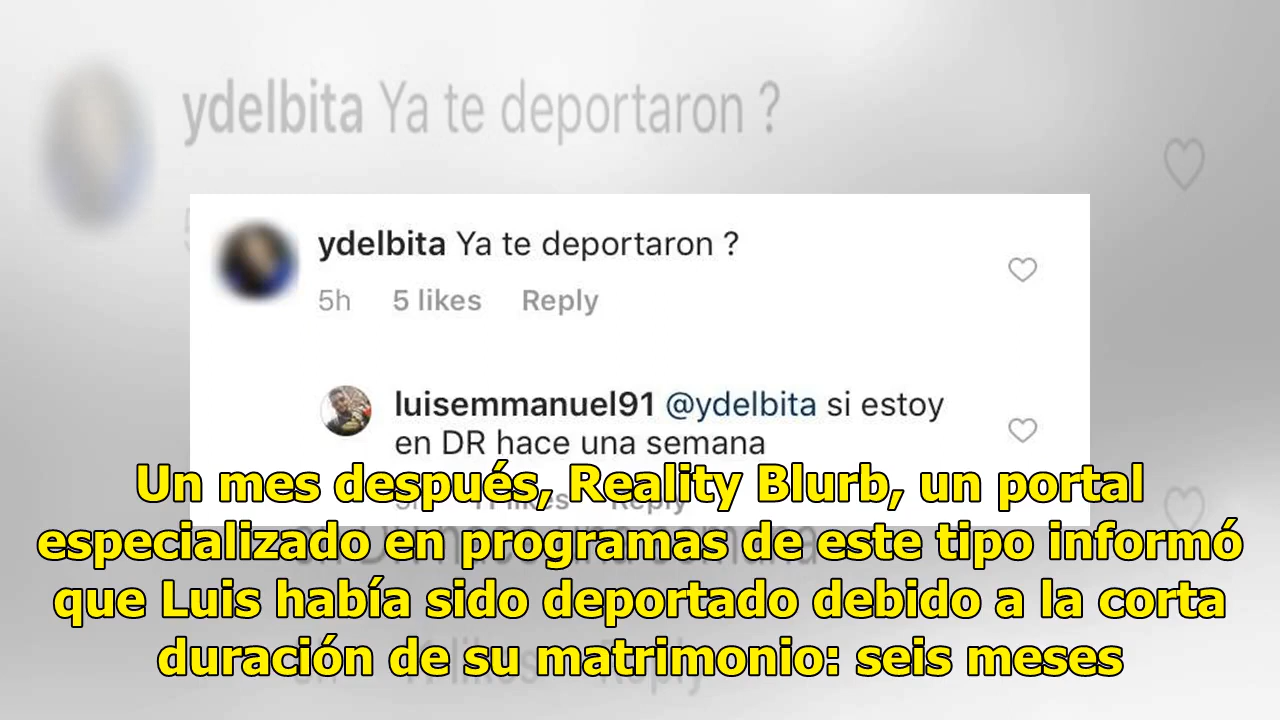 ydelbita Ya te deportaron ?
ydelbita Ya te deportaron ?
5h 5 likes Reply
luisemmanuel91 @ydelbita si estoy
en DR hace una semana
Un mes después, Reality Blurb, un portal
especializado en programas de este tipo informó
que Luis había sido deportado debido a la corta
duración de su matrimonio: seis meses